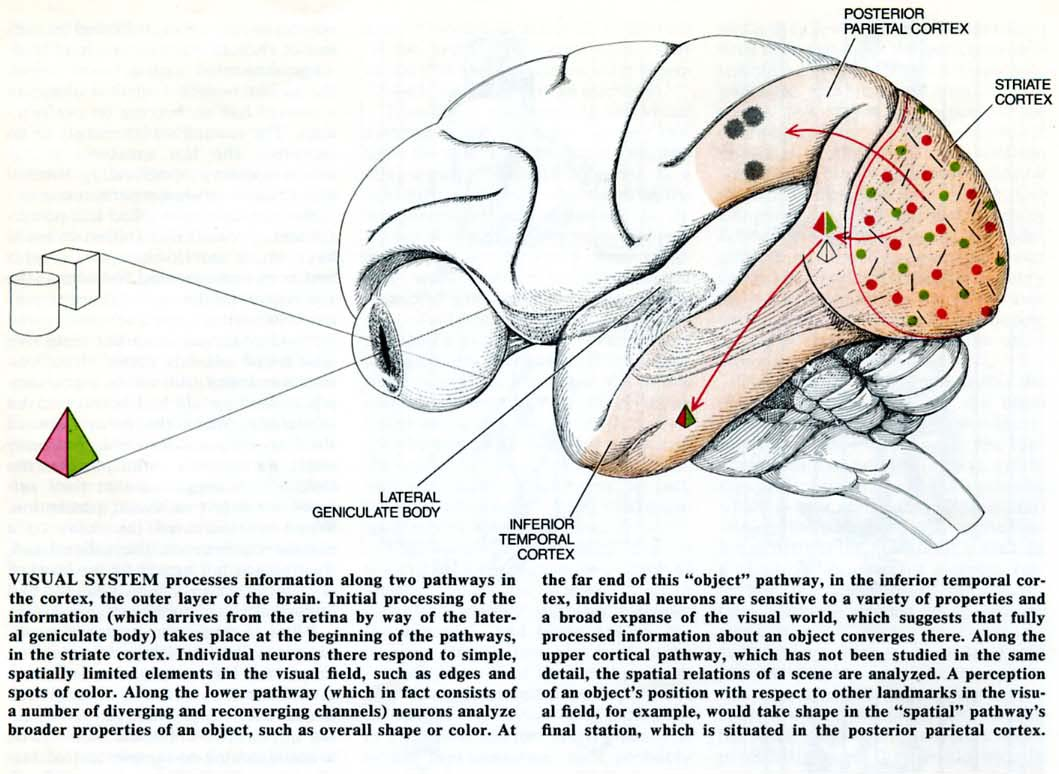 POSTERIOR
PARIETAL CORTEX
STRIATE
CORTEX
LATERAL
GENICULATE BODY
INFERIOR
TEMPORAL
CORTEX
VISUAL SYSTEM processes information along two pathways in
the cortex, the outer layer of the brain. Initial processing of the
information (which arrives from the retina by way of the later-
al geniculate body) takes place at the beginning of the pathways,
in the striate cortex. Individual neurons there respond to simple,
spatially limited elements in the visual field, such as edges and
spots of color. Along the lower pathway (which in fact consists of
a number of diverging and reconverging channels) neurons analyze
broader properties of an object, such as overall shape or color. At
the far end of this “object” pathway, in the inferior temporal cor-
tex, individual neurons are sensitive to a variety of properties and
a broad expanse of the visual world, which suggests that fully
processed information about an object converges there. Along the
upper cortical pathway, which has not been studied in the same
detail, the spatial relations of a scene are analyzed. A perception
of an object’s position with respect to other landmarks in the visu-
al field, for example, would take shape in the “spatial” pathway’s
final station, which is situated in the posterior parietal cortex.